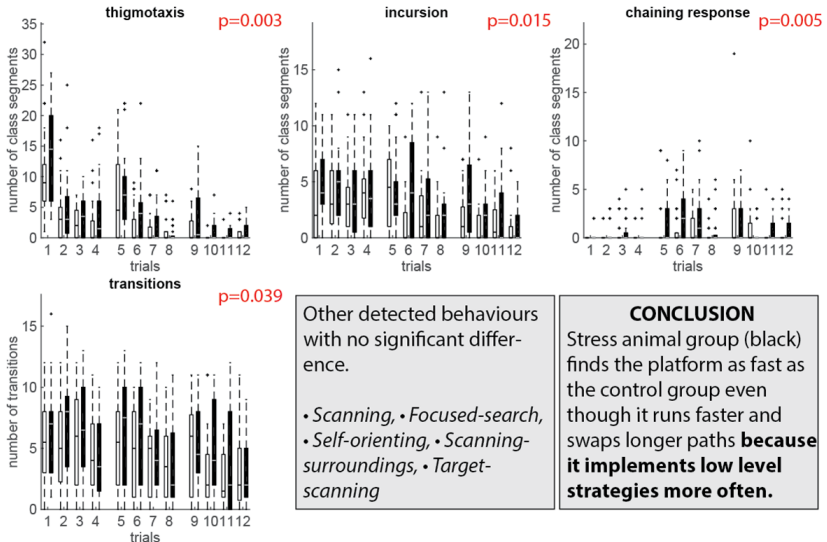 thigmotaxis
p=0.003
number of class segments
35
30
25
20
15
10
5
0
1 2 3 4 5 6 7 8 9 10 11 12
trials
incursion
p=0.015
number of class segments
15
10
5
0
1 2 3 4 5 6 7 8 9 10 11 12
trials
chaining response
p=0.005
number of class segments
20
15
10
5
0
1 2 3 4 5 6 7 8 9 10 11 12
trials
transitions
p=0.039
number of transitions
15
10
5
0
1 2 3 4 5 6 7 8 9 10 11 12
trials
Other detected behaviours
with no significant differ-
ence.
• Scanning, • Focused-search,
• Self-orienting, • Scanning-
surroundings, • Target-
scanning
CONCLUSION
Stress animal group (black)
finds the platform as fast as
the control group even
though it runs faster and
swaps longer paths because
it implements low level
strategies more often.